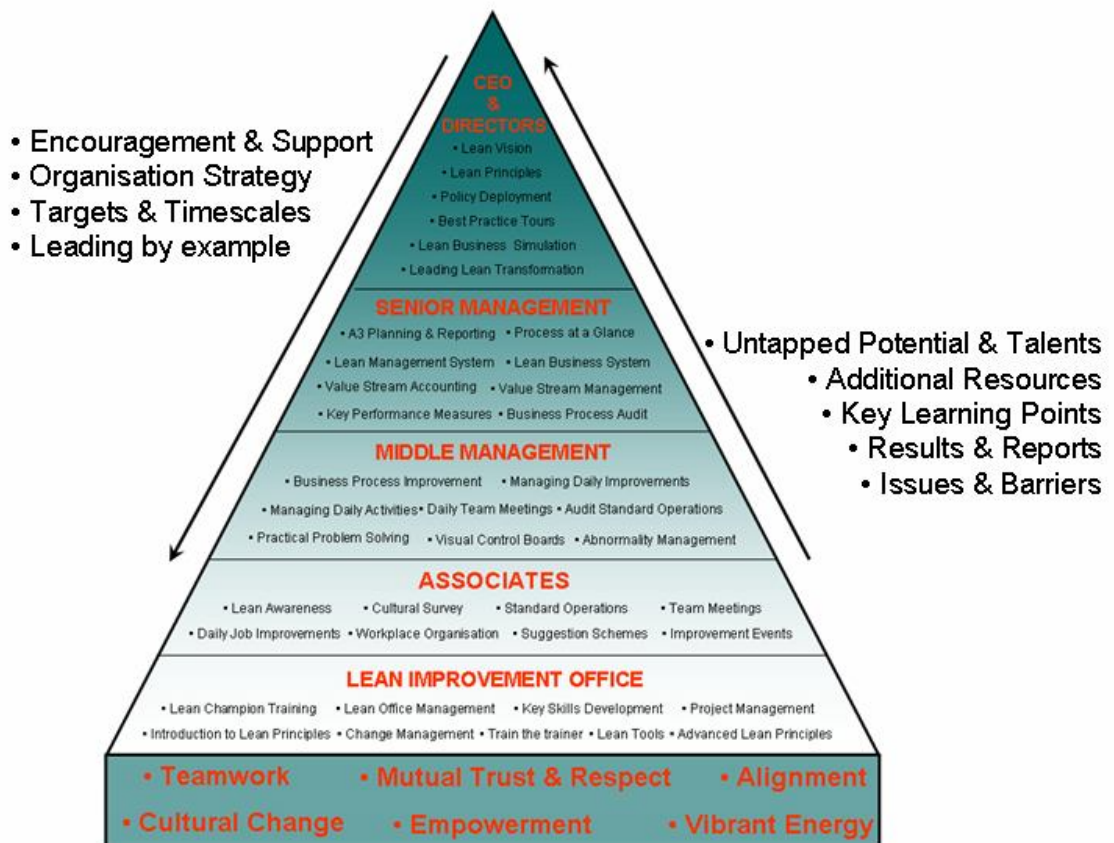 • Encouragement & Support
• Organisation Strategy
• Targets & Timescales
• Leading by example
CEO
&
DIRECTORS
• Lean Vision
• Lean Principles
• Policy Deployment
• Best Practice Tours
• Lean Business Simulation
• Leading Lean Transformation
SENIOR MANAGEMENT
• A3 Planning & Reporting • Process at a Glance
• Lean Management System • Lean Business System
• Value Stream Accounting • Value Stream Management
• Key Performance Measures • Business Process Audit
• Untapped Potential & Talents
• Additional Resources
• Key Learning Points
• Results & Reports
• Issues & Barriers
MIDDLE MANAGEMENT
• Business Process Improvement • Managing Daily Improvements
• Managing Daily Activities • Daily Team Meetings • Audit Standard Operations
• Practical Problem Solving • Visual Control Boards • Abnormality Management
ASSOCIATES
• Lean Awareness • Cultural Survey • Standard Operations • Team Meetings
• Daily Job Improvements • Workplace Organisation • Suggestion Schemes • Improvement Events
LEAN IMPROVEMENT OFFICE
• Lean Champion Training • Lean Office Management • Key Skills Development • Project Management
• Introduction to Lean Principles • Change Management • Train the trainer • Lean Tools • Advanced Lean Principles
• Teamwork • Mutual Trust & Respect • Alignment
• Cultural Change • Empowerment • Vibrant Energy